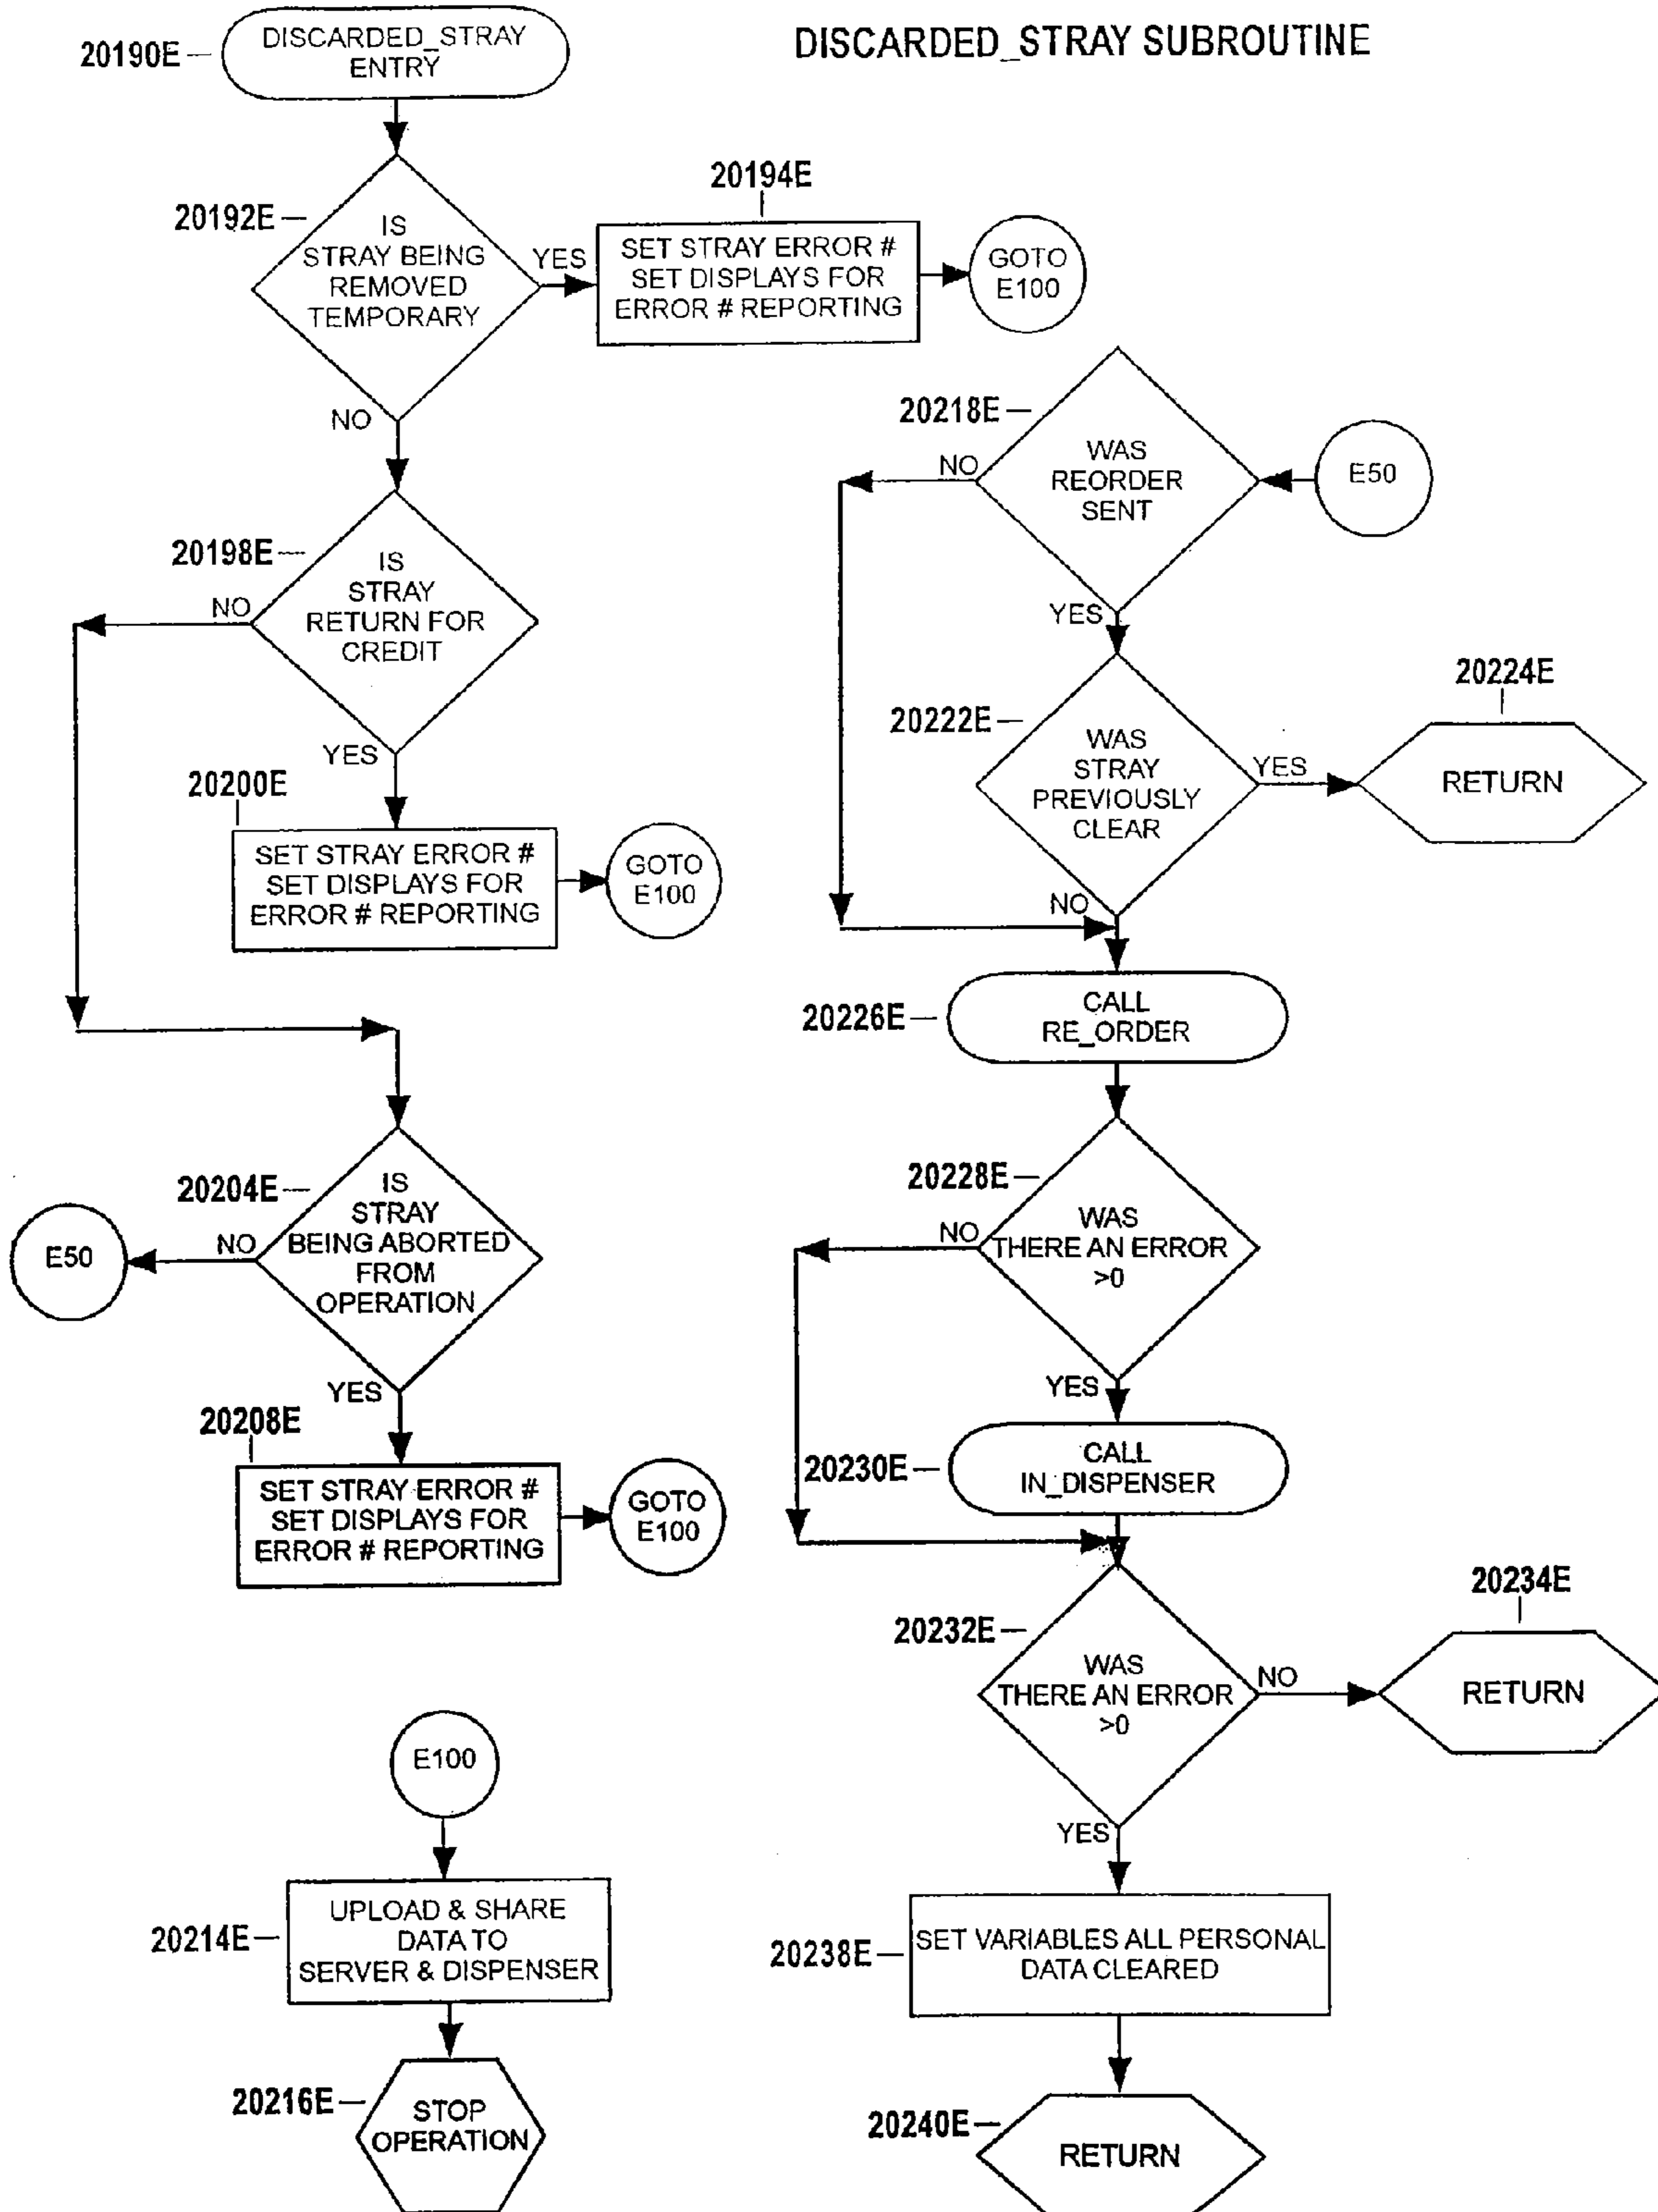 DISCARDED_STRAY SUBROUTINE
20190E
DISCARDED_STRAY
ENTRY
20192E
IS
STRAY BEING
REMOVED
TEMPORARY
YES
NO
20194E
SET STRAY ERROR #
SET DISPLAYS FOR
ERROR # REPORTING
GOTO
E100
20198E
IS
STRAY
RETURN FOR
CREDIT
NO
YES
20200E
SET STRAY ERROR #
SET DISPLAYS FOR
ERROR # REPORTING
GOTO
E100
20204E
IS
STRAY
BEING ABORTED
FROM
OPERATION
NO
E50
YES
20208E
SET STRAY ERROR #
SET DISPLAYS FOR
ERROR # REPORTING
GOTO
E100
E100
20214E
UPLOAD & SHARE
DATA TO
SERVER & DISPENSER
20216E
STOP
OPERATION
20218E
WAS
REORDER
SENT
E50
NO
YES
20222E
WAS
STRAY
PREVIOUSLY
CLEAR
YES
20224E
RETURN
NO
20226E
CALL
RE_ORDER
20228E
WAS
THERE AN ERROR
>0
NO
YES
20230E
CALL
IN_DISPENSER
20232E
WAS
THERE AN ERROR
>0
NO
20234E
RETURN
YES
20238E
SET VARIABLES ALL PERSONAL
DATA CLEARED
20240E
RETURN